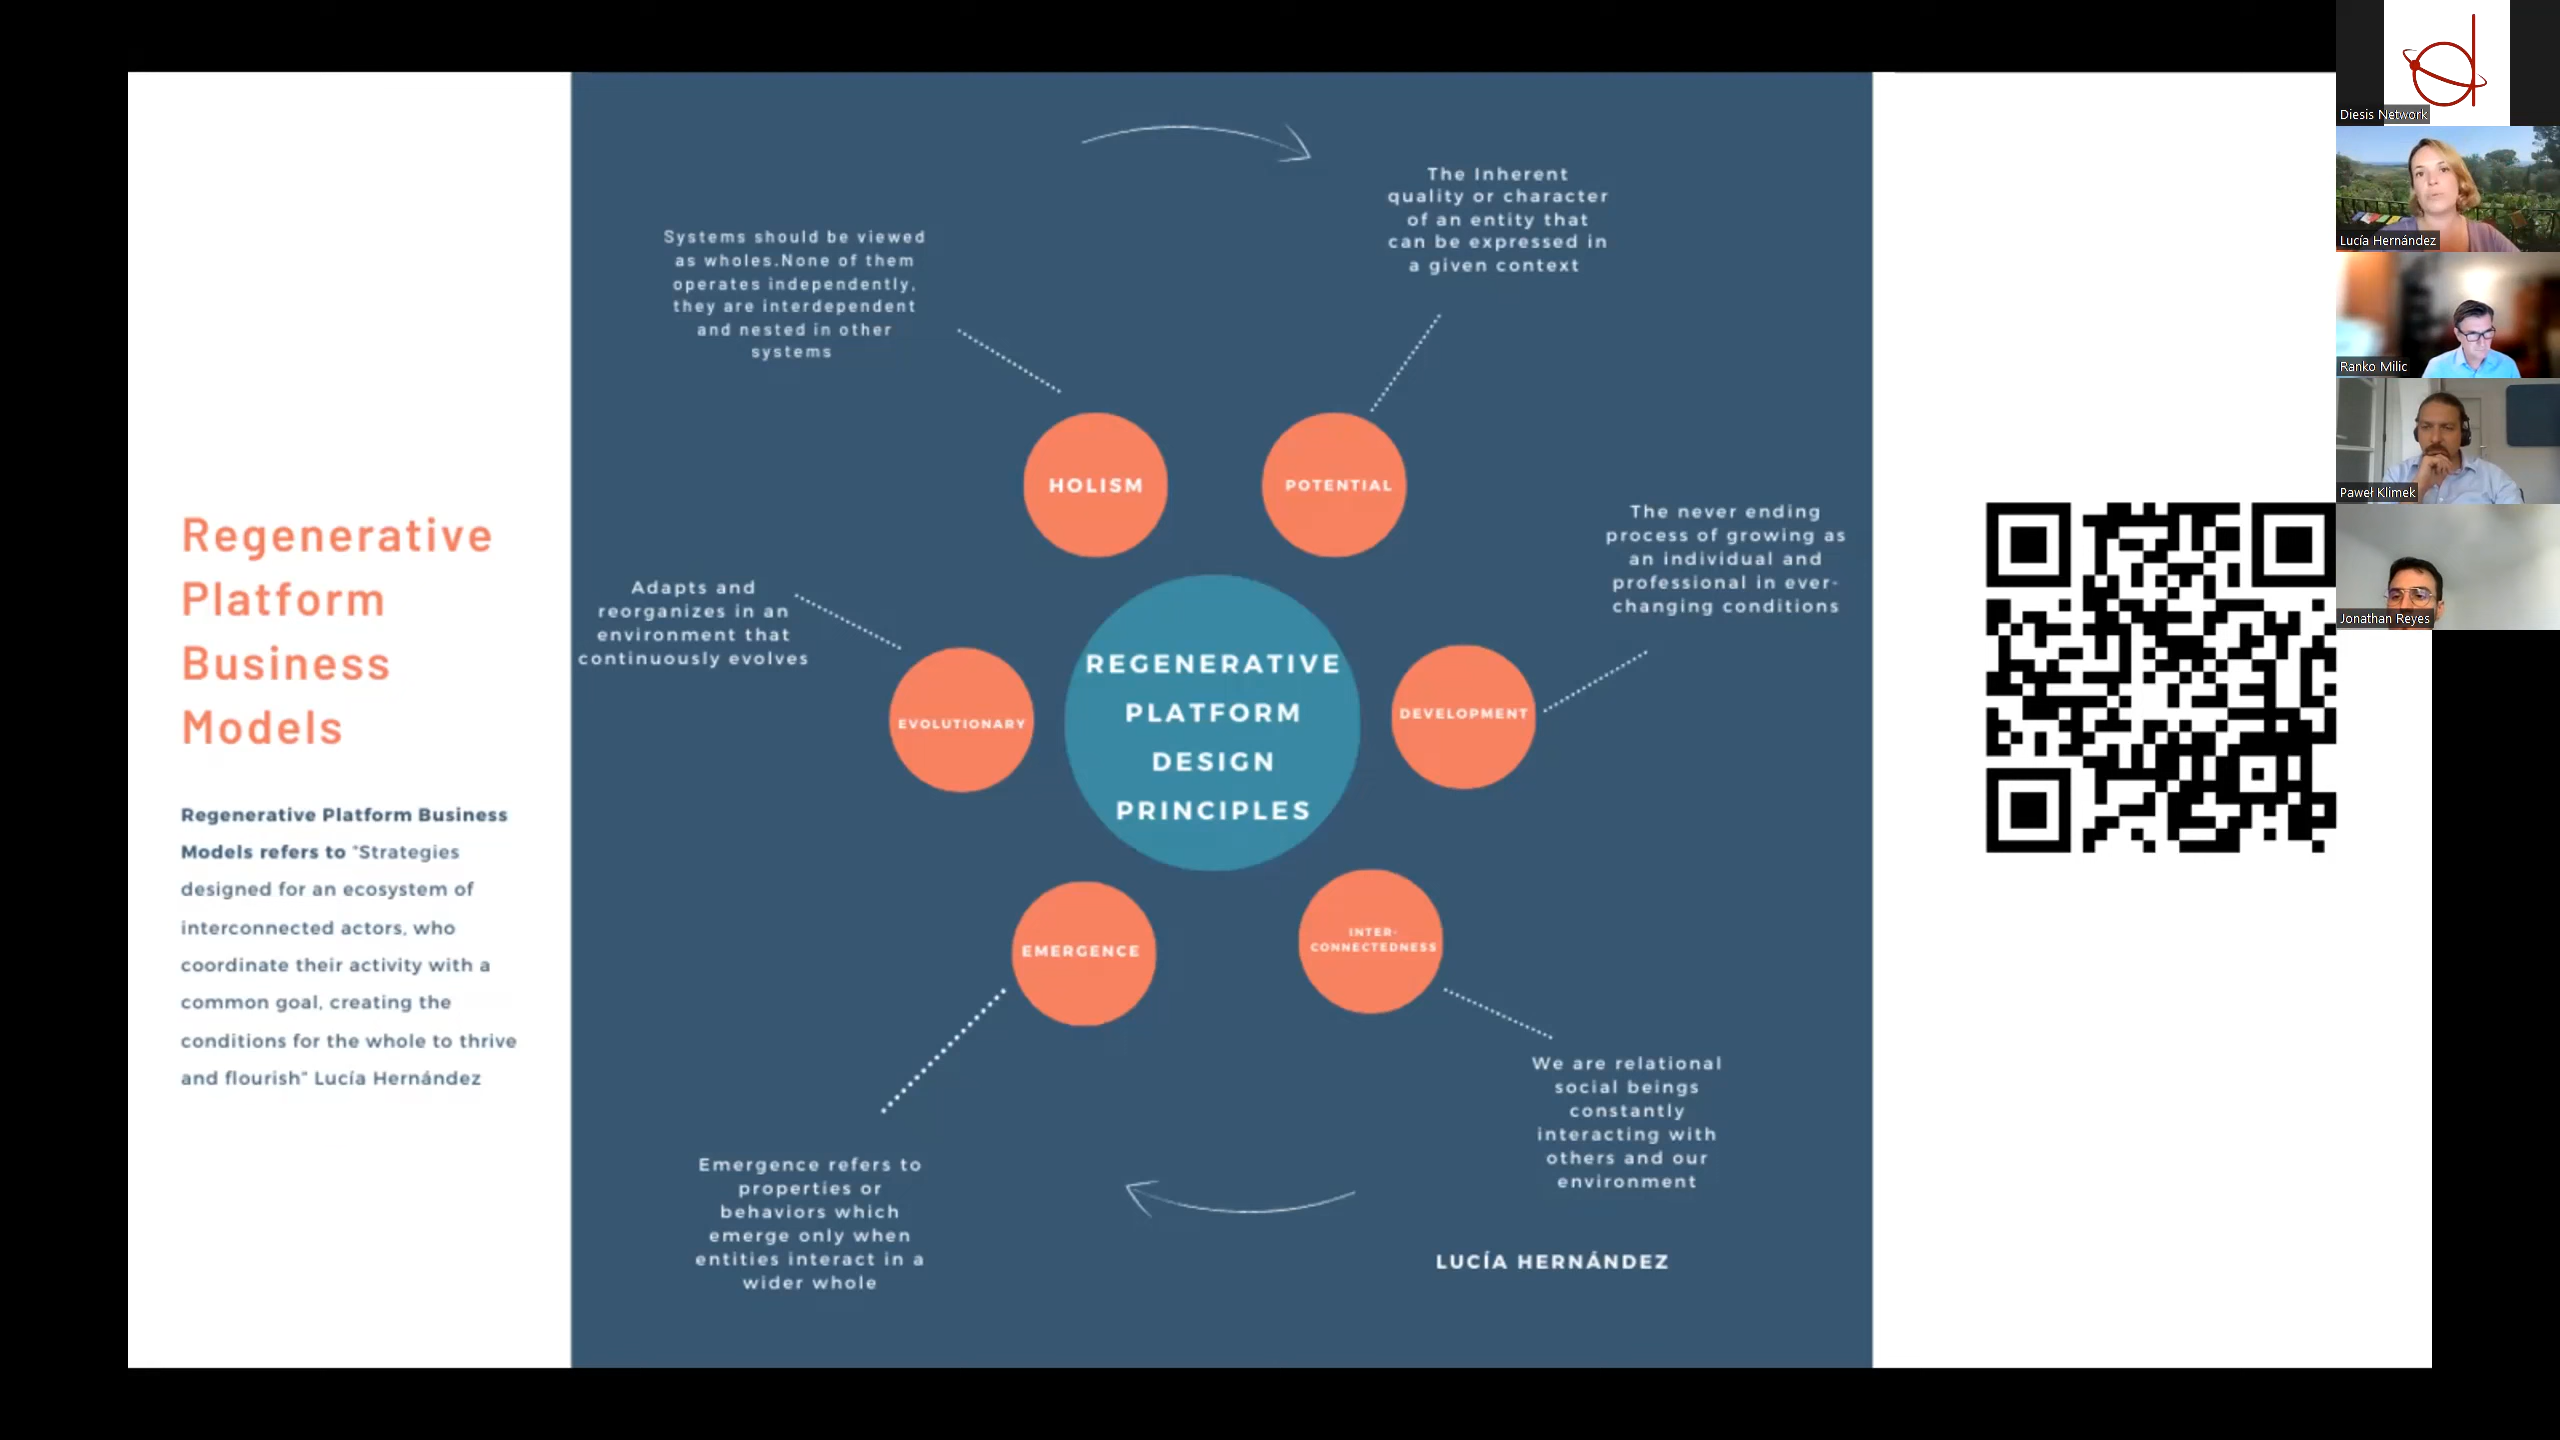 Regenerative
Platform
Business
Models
Regenerative Platform Business
Models refers to "Strategies
designed for an ecosystem of
interconnected actors, who
coordinate their activity with a
common goal, creating the
conditions for the whole to thrive
and flourish" Lucía Hernández
Systems should be viewed
as wholes.None of them
operates independently,
they are interdependent
and nested in other
systems
The Inherent
quality or character
of an entity that
can be expressed in
a given context
HOLISM
POTENTIAL
The never ending
process of growing as
an individual and
professional in ever-
changing conditions
Adapts and
reorganizes in an
environment that
continuously evolves
EVOLUTIONARY
REGENERATIVE
PLATFORM
DESIGN
PRINCIPLES
DEVELOPMENT
EMERGENCE
INTER-
CONNECTEDNESS
We are relational
social beings
constantly
interacting with
others and our
environment
Emergence refers to
properties or
behaviors which
emerge only when
entities interact in a
wider whole
LUCÍA HERNÁNDEZ
Diesis Network
Lucía Hernández
Ranko Milic
Paweł Klimek
Jonathan Reyes